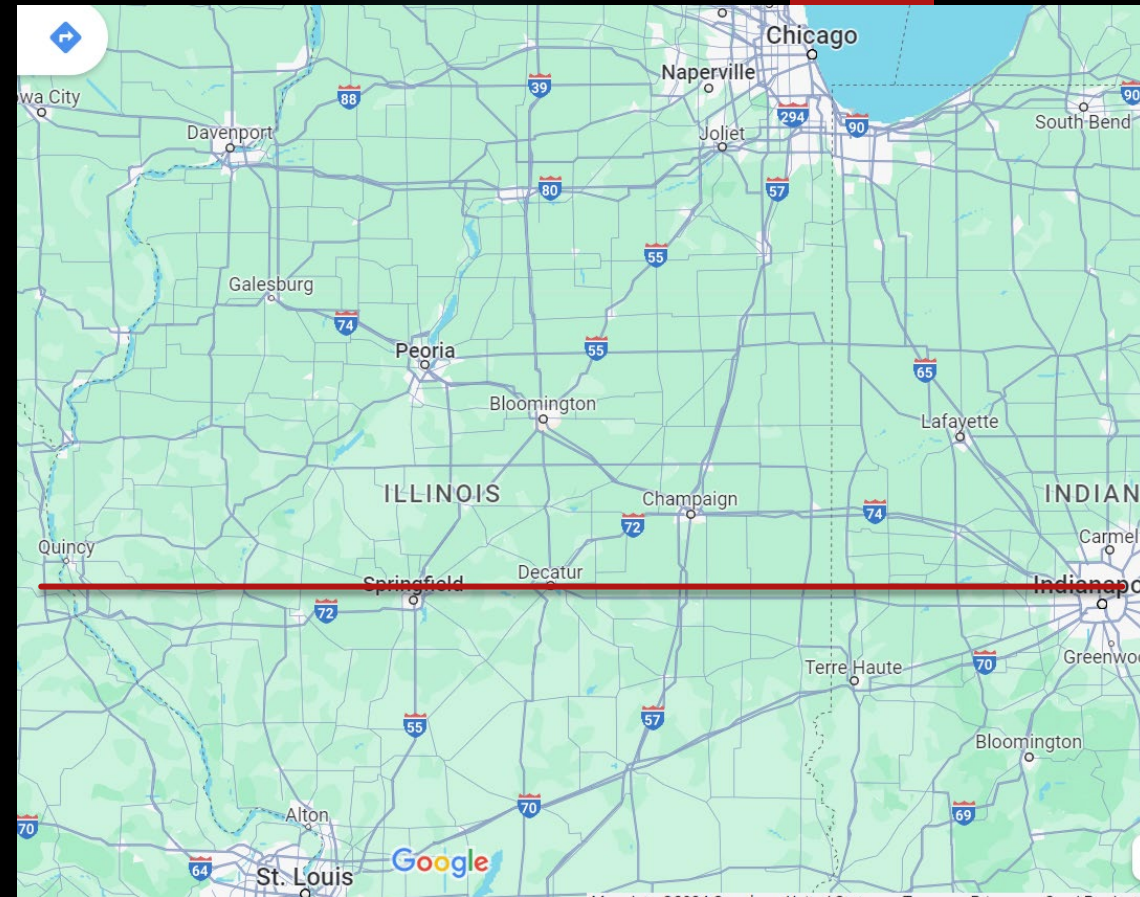 Chicago
Naperville
90
wa City
88
39
294
90
South Bend
Davenport
Joliet
80
57
55
Galesburg
74
Peoria
55
65
Bloomington
Lafayette
ILLINOIS
Champaign
INDIAN
72
74
Carmel
Quincy
Decatur
Springfield
Indianapo
72
Terre Haute
70
Greenwoo
55
57
Bloomington
70
69
Alton
70
Google
64
St. Louis